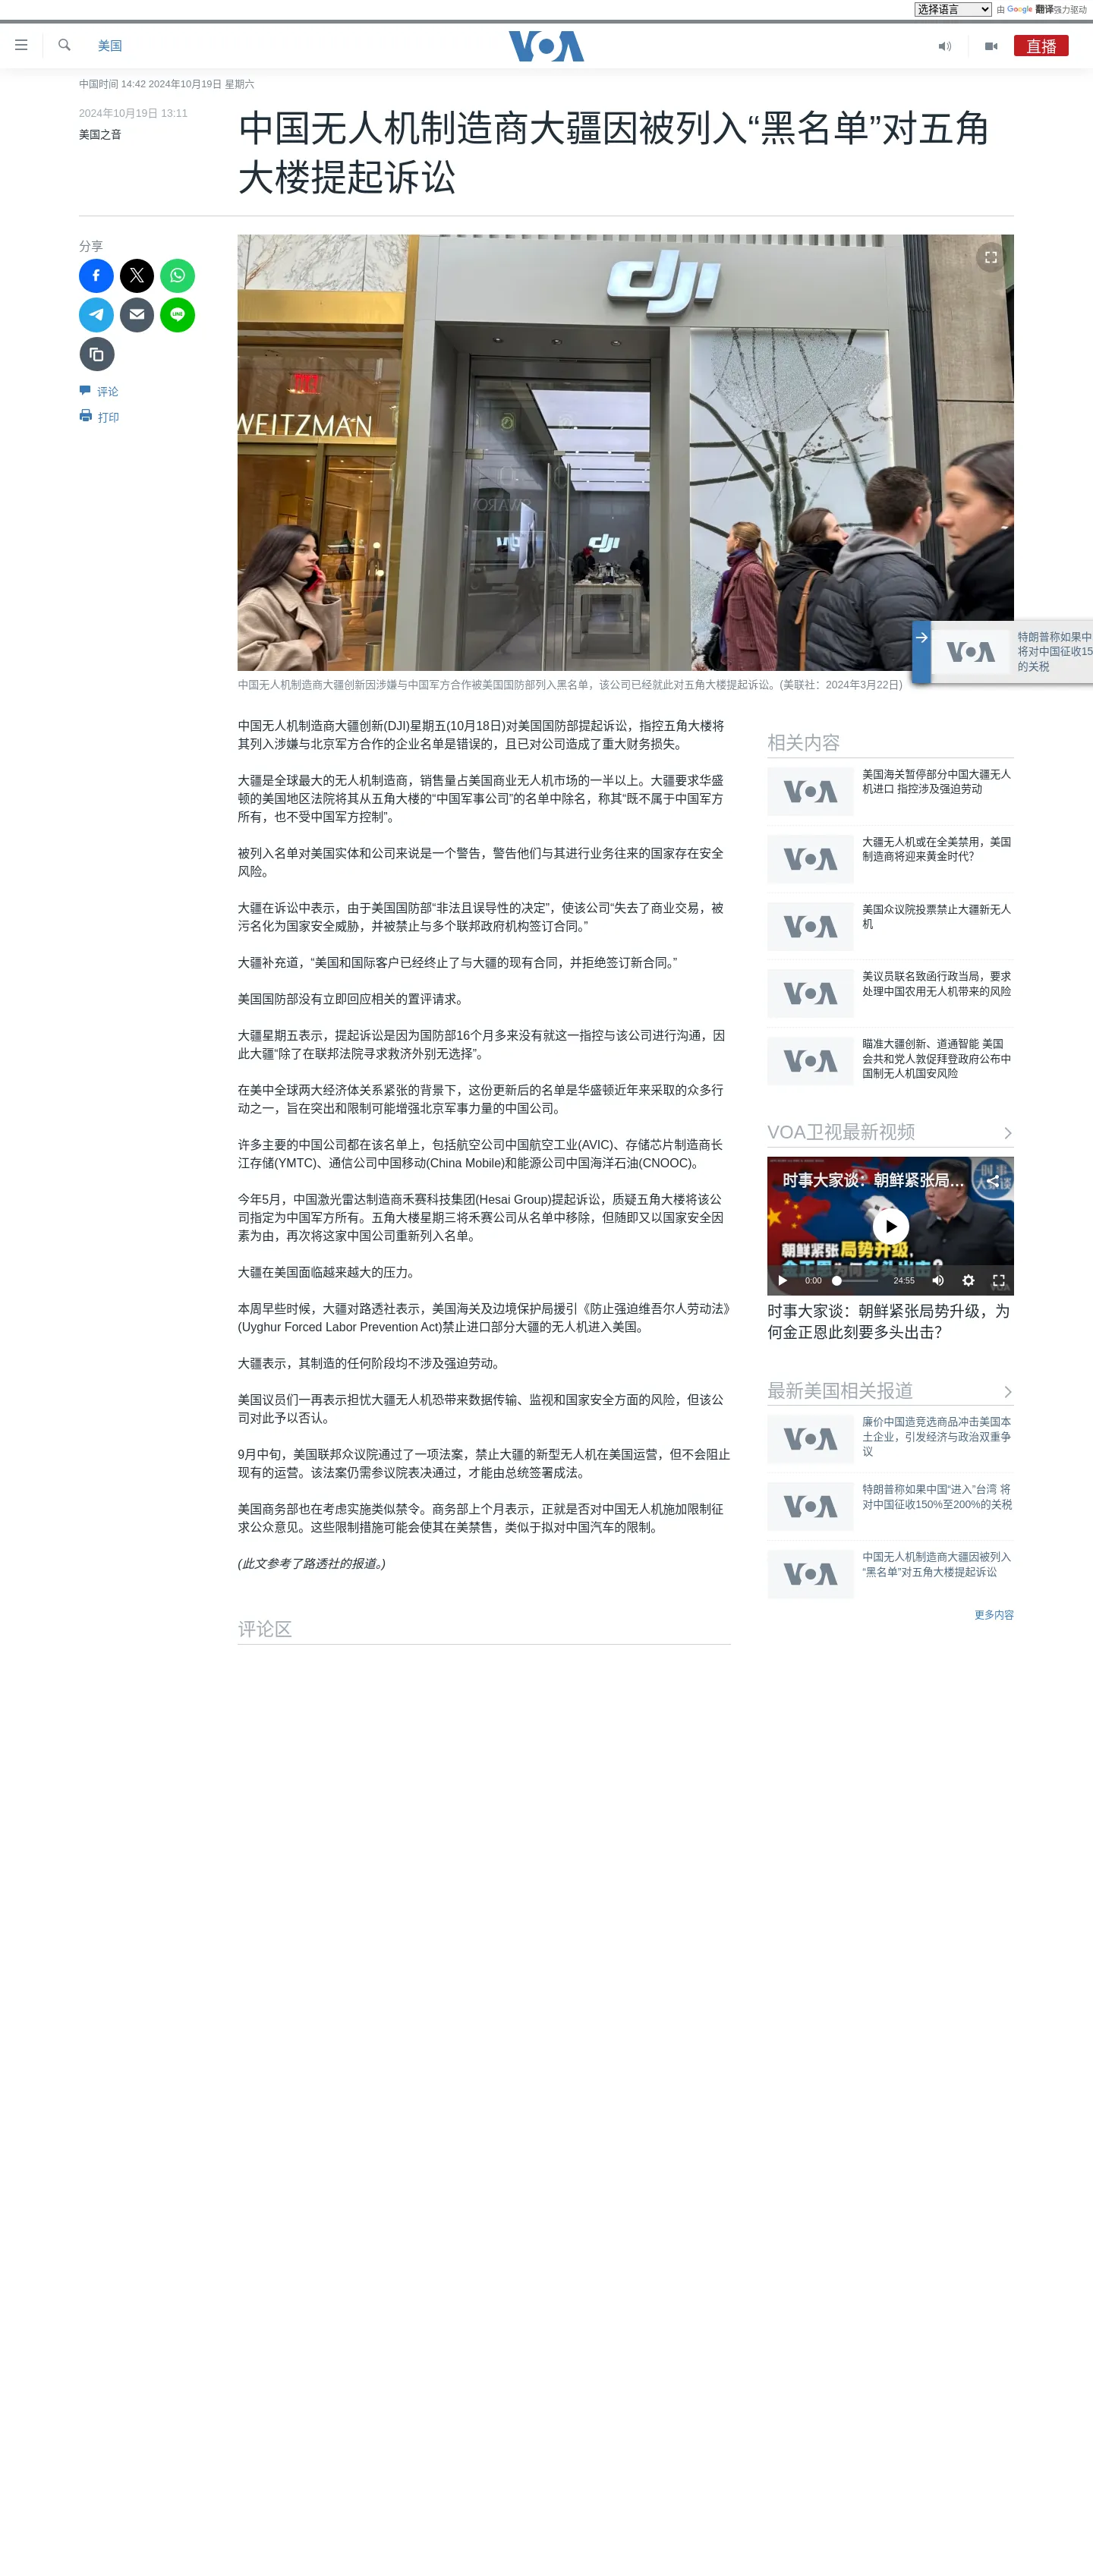 选择语言 由 Google 翻译强力驱动
美国
VOA
直播
中国时间 14:42 2024年10月19日 星期六
2024年10月19日 13:11
美国之音
中国无人机制造商大疆因被列入“黑名单”对五角
大楼提起诉讼
分享
评论
打印
dji
WEITZMAN
dji
特朗普称如果中
将对中国征收15
的关税
中国无人机制造商大疆创新因涉嫌与中国军方合作被美国国防部列入黑名单，该公司已经就此对五角大楼提起诉讼。(美联社：2024年3月22日)
中国无人机制造商大疆创新(DJI)星期五(10月18日)对美国国防部提起诉讼，指控五角大楼将
其列入涉嫌与北京军方合作的企业名单是错误的，且已对公司造成了重大财务损失。
大疆是全球最大的无人机制造商，销售量占美国商业无人机市场的一半以上。大疆要求华盛
顿的美国地区法院将其从五角大楼的“中国军事公司”的名单中除名，称其“既不属于中国军方
所有，也不受中国军方控制”。
被列入名单对美国实体和公司来说是一个警告，警告他们与其进行业务往来的国家存在安全
风险。
大疆在诉讼中表示，由于美国国防部“非法且误导性的决定”，使该公司“失去了商业交易，被
污名化为国家安全威胁，并被禁止与多个联邦政府机构签订合同。”
大疆补充道，“美国和国际客户已经终止了与大疆的现有合同，并拒绝签订新合同。”
美国国防部没有立即回应相关的置评请求。
大疆星期五表示，提起诉讼是因为国防部16个月多来没有就这一指控与该公司进行沟通，因
此大疆“除了在联邦法院寻求救济外别无选择”。
在美中全球两大经济体关系紧张的背景下，这份更新后的名单是华盛顿近年来采取的众多行
动之一，旨在突出和限制可能增强北京军事力量的中国公司。
许多主要的中国公司都在该名单上，包括航空公司中国航空工业(AVIC)、存储芯片制造商长
江存储(YMTC)、通信公司中国移动(China Mobile)和能源公司中国海洋石油(CNOOC)。
今年5月，中国激光雷达制造商禾赛科技集团(Hesai Group)提起诉讼，质疑五角大楼将该公
司指定为中国军方所有。五角大楼星期三将禾赛公司从名单中移除，但随即又以国家安全因
素为由，再次将这家中国公司重新列入名单。
大疆在美国面临越来越大的压力。
本周早些时候，大疆对路透社表示，美国海关及边境保护局援引《防止强迫维吾尔人劳动法》
(Uyghur Forced Labor Prevention Act)禁止进口部分大疆的无人机进入美国。
大疆表示，其制造的任何阶段均不涉及强迫劳动。
美国议员们一再表示担忧大疆无人机恐带来数据传输、监视和国家安全方面的风险，但该公
司对此予以否认。
9月中旬，美国联邦众议院通过了一项法案，禁止大疆的新型无人机在美国运营，但不会阻止
现有的运营。该法案仍需参议院表决通过，才能由总统签署成法。
美国商务部也在考虑实施类似禁令。商务部上个月表示，正就是否对中国无人机施加限制征
求公众意见。这些限制措施可能会使其在美禁售，类似于拟对中国汽车的限制。
(此文参考了路透社的报道。)
评论区
相关内容
VOA
美国海关暂停部分中国大疆无人
机进口 指控涉及强迫劳动
VOA
大疆无人机或在全美禁用，美国
制造商将迎来黄金时代？
VOA
美国众议院投票禁止大疆新无人
机
VOA
美议员联名致函行政当局，要求
处理中国农用无人机带来的风险
VOA
瞄准大疆创新、道通智能 美国
会共和党人敦促拜登政府公布中
国制无人机国安风险
VOA卫视最新视频
时事大家谈：朝鲜紧张局…
朝鲜紧张局势升级，
金正恩为何多头出击？
0:00 24:55
时事大家谈：朝鲜紧张局势升级，为
何金正恩此刻要多头出击？
最新美国相关报道
VOA
廉价中国造竞选商品冲击美国本
土企业，引发经济与政治双重争
议
VOA
特朗普称如果中国“进入”台湾 将
对中国征收150%至200%的关税
VOA
中国无人机制造商大疆因被列入
“黑名单”对五角大楼提起诉讼
更多内容